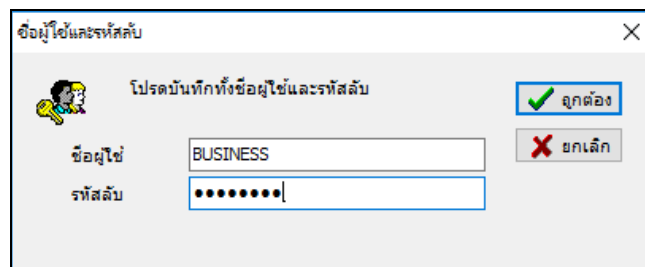 ชื่อผู้ใช้และรหัสลับ
โปรดบันทึกทั้งชื่อผู้ใช้และรหัสลับ
ถูกต้อง
ชื่อผู้ใช้ BUSINESS
ยกเลิก
รหัสลับ ●●●●●●●●